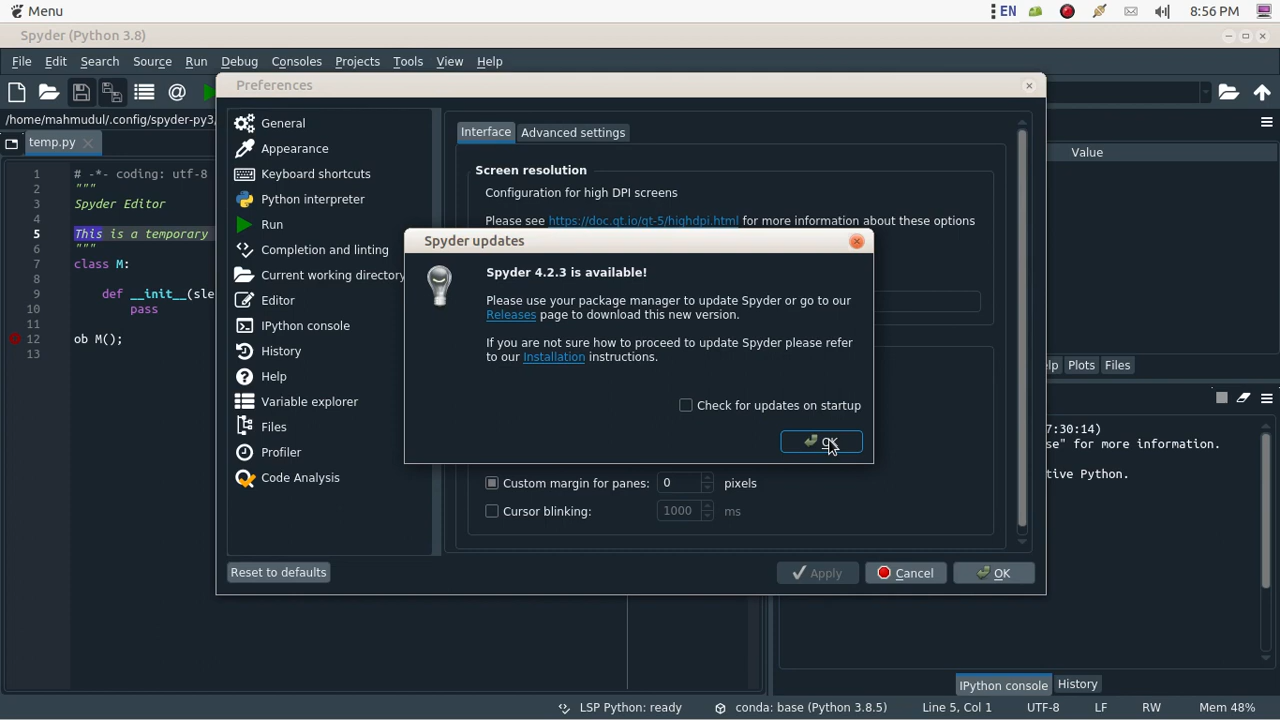 Menu
EN
8:56 PM
Spyder (Python 3.8)
File Edit Search Source Run Debug Consoles Projects Tools View Help
Preferences
/home/mahmudul/.config/spyder-py3/
temp.py
1 # -*- coding: utf-8
2 """
3 Spyder Editor
4
5 This is a temporary
6 """
7 class M:
8
9 def __init__(sle
10 pass
11
12 ob M();
13
General
Appearance
Keyboard shortcuts
Python interpreter
Run
Completion and linting
Current working directory
Editor
IPython console
History
Help
Variable explorer
Files
Profiler
Code Analysis
Interface Advanced settings
Screen resolution
Configuration for high DPI screens
Please see https://doc.qt.io/qt-5/highdpi.html for more information about these options
Spyder updates
Spyder 4.2.3 is available!
Please use your package manager to update Spyder or go to our
Releases page to download this new version.
If you are not sure how to proceed to update Spyder please refer
to our Installation instructions.
Check for updates on startup
OK
Custom margin for panes: 0 pixels
Cursor blinking: 1000 ms
Reset to defaults
Apply Cancel OK
Value
Plots Files
7:30:14)
se" for more information.
tive Python.
IPython console History
LSP Python: ready conda: base (Python 3.8.5) Line 5, Col 1 UTF-8 LF RW Mem 48%